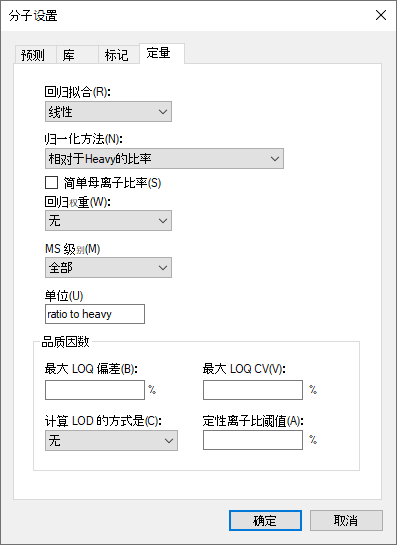 分子设置
预测 库 标记 定量
回归拟合(R):
线性
归一化方法(N):
相对于Heavy的比率
简单母离子比率(S)
回归权重(W):
无
MS 级别(M)
全部
单位(U)
ratio to heavy
品质因数
最大 LOQ 偏差(B): 最大 LOQ CV(V):
% %
计算 LOD 的方式是(C): 定性离子比阈值(A):
无 %
确定 取消